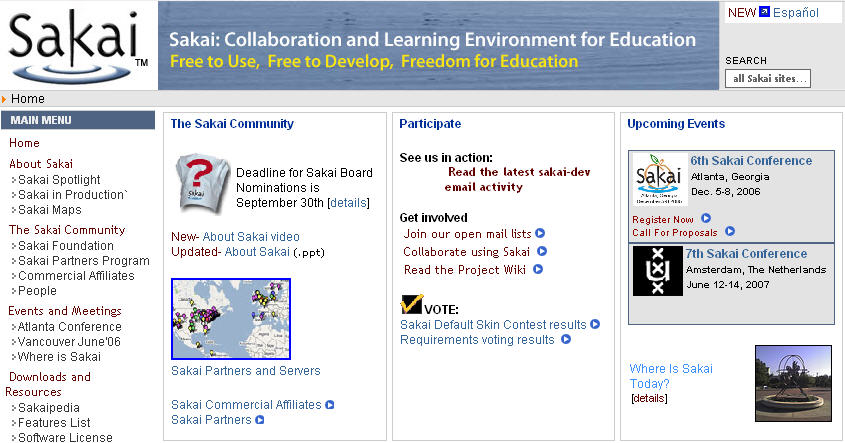 Sakai™
Sakai: Collaboration and Learning Environment for Education
Free to Use, Free to Develop, Freedom for Education
NEW Español
SEARCH
all Sakai sites...
Home
MAIN MENU
Home
About Sakai
Sakai Spotlight
Sakai in Production`
Sakai Maps
The Sakai Community
Sakai Foundation
Sakai Partners Program
Commercial Affiliates
People
Events and Meetings
Atlanta Conference
Vancouver June'06
Where is Sakai
Downloads and
Resources
Sakaipedia
Features List
Software License
The Sakai Community
?
Sakai
Deadline for Sakai Board
Nominations is
September 30th [details]
New- About Sakai video
Updated- About Sakai (.ppt)
Sakai Partners and Servers
Sakai Commercial Affiliates
Sakai Partners
Participate
See us in action:
Read the latest sakai-dev
email activity
Get involved
Join our open mail lists
Collaborate using Sakai
Read the Project Wiki
VOTE:
Sakai Default Skin Contest results
Requirements voting results
Upcoming Events
Sakai
Atlanta, Georgia
6th Sakai Conference
Atlanta, Georgia
Dec. 5-8, 2006
Register Now
Call For Proposals
7th Sakai Conference
Amsterdam, The Netherlands
June 12-14, 2007
Where Is Sakai
Today?
[details]